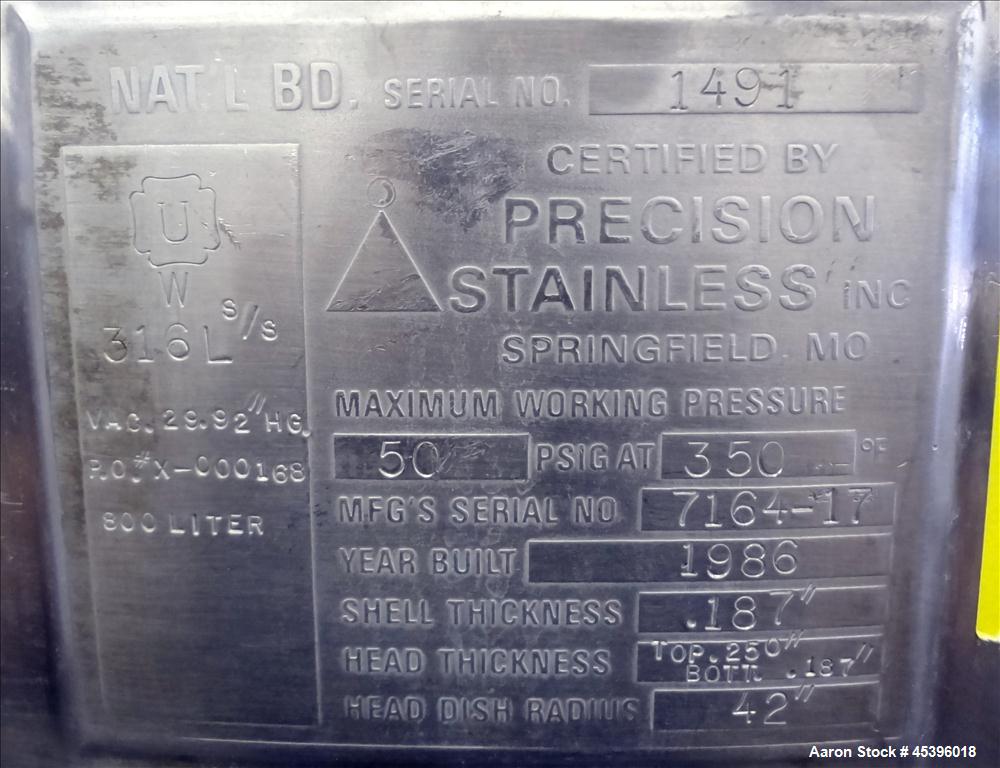 NAT'L BD. SERIAL NO. 1491
CERTIFIED BY
PRECISION
STAINLESS INC
SPRINGFIELD. MO
U
W
316L S/S
VAC. 29.92" HG.
P.O.# X-000168
800 LITER
MAXIMUM WORKING PRESSURE
50 PSIG AT 350 °F
MFG'S SERIAL NO 7164-17
YEAR BUILT 1986
SHELL THICKNESS .187"
HEAD THICKNESS TOP .250"
BOTT .187"
HEAD DISH RADIUS 42"
Aaron Stock # 45396018